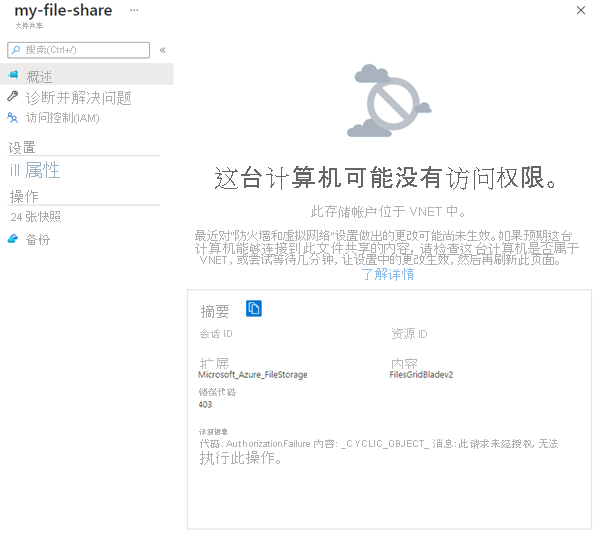 my-file-share ...
文件共享
搜索(Ctrl+/)
«
概述
诊断并解决问题
访问控制(IAM)
设置
ill 属性
操作
24 张快照
备份
这台计算机可能没有访问权限。
此存储帐户位于 VNET 中。
最近对"防火墙和虚拟网络"设置做出的更改可能尚未生效。如果预期这台
计算机能够连接到此文件共享的内容, 请检查这台计算机是否属于
VNET, 或尝试等待几分钟, 让设置中的更改生效, 然后再刷新此页面。
了解详情
摘要
会话 ID
资源 ID
扩展
内容
Microsoft_Azure_FileStorage
FilesGridBladev2
错误代码
403
详细信息
代码: AuthorizationFailure 内容: _CYCLIC_OBJECT_ 消息: 此请求未经授权, 无法
执行此操作。